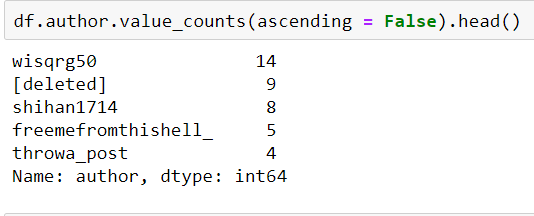 df.author.value_counts(ascending = False).head()
wisqrg50 14
[deleted] 9
shihan1714 8
freemefromthishell_ 5
throwa_post 4
Name: author, dtype: int64